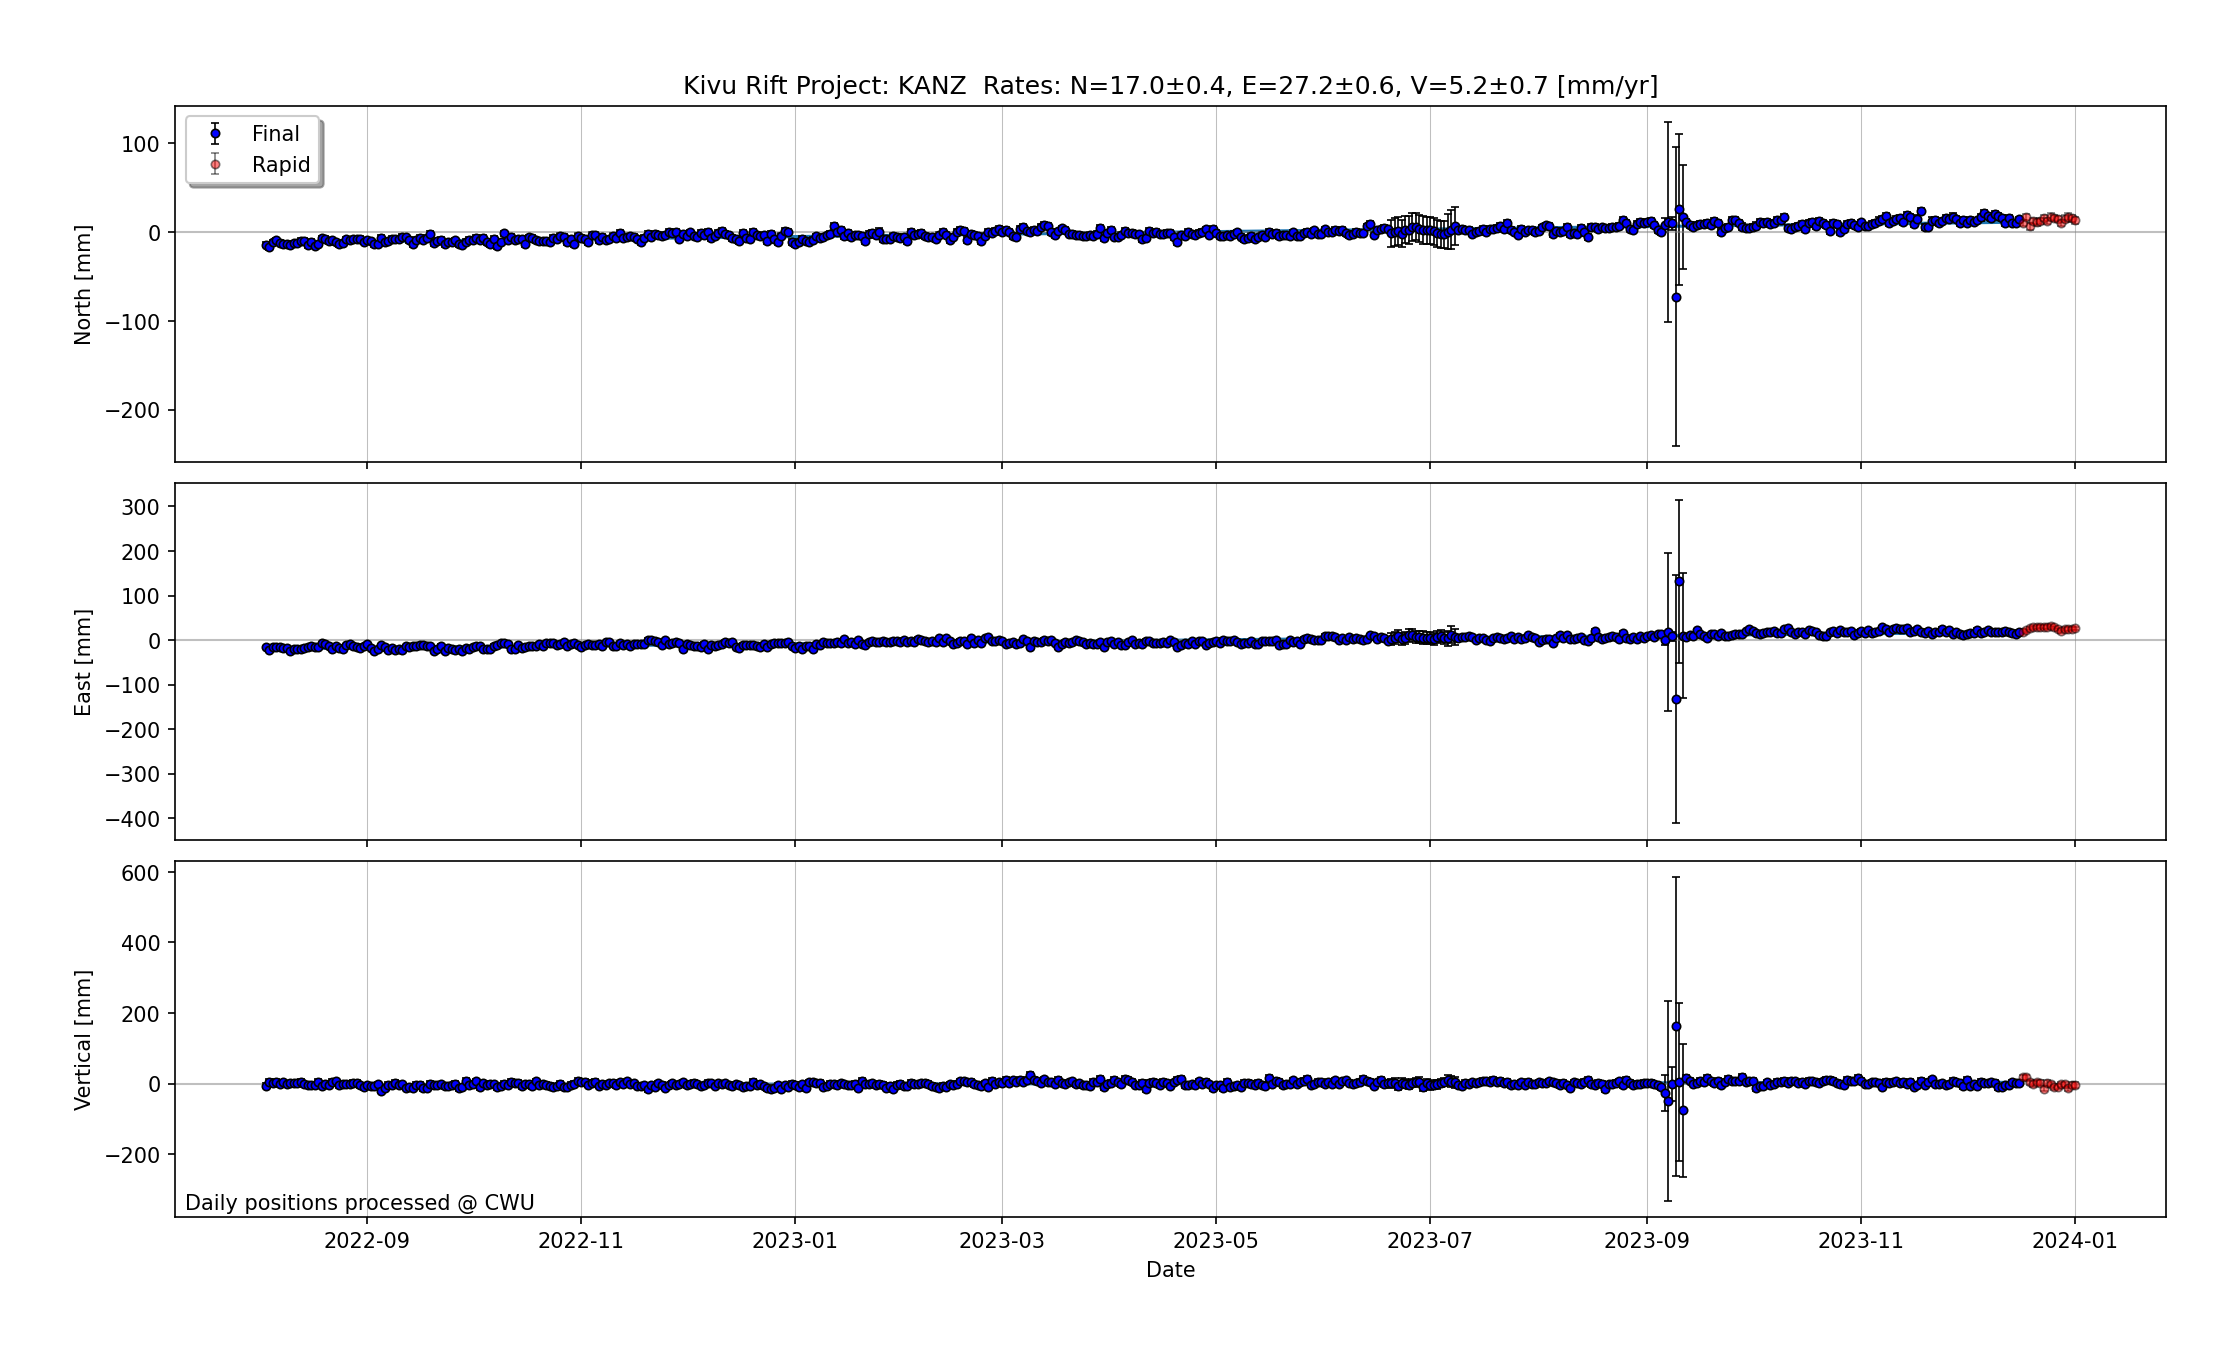 Kivu Rift Project: KANZ  Rates: N=17.0±0.4, E=27.2±0.6, V=5.2±0.7 [mm/yr]
Final
Rapid
100
0
−100
−200
North [mm]
300
200
100
0
−100
−200
−300
−400
East [mm]
600
400
200
0
−200
Vertical [mm]
Daily positions processed @ CWU
2022-09 2022-11 2023-01 2023-03 2023-05 2023-07 2023-09 2023-11 2024-01
Date